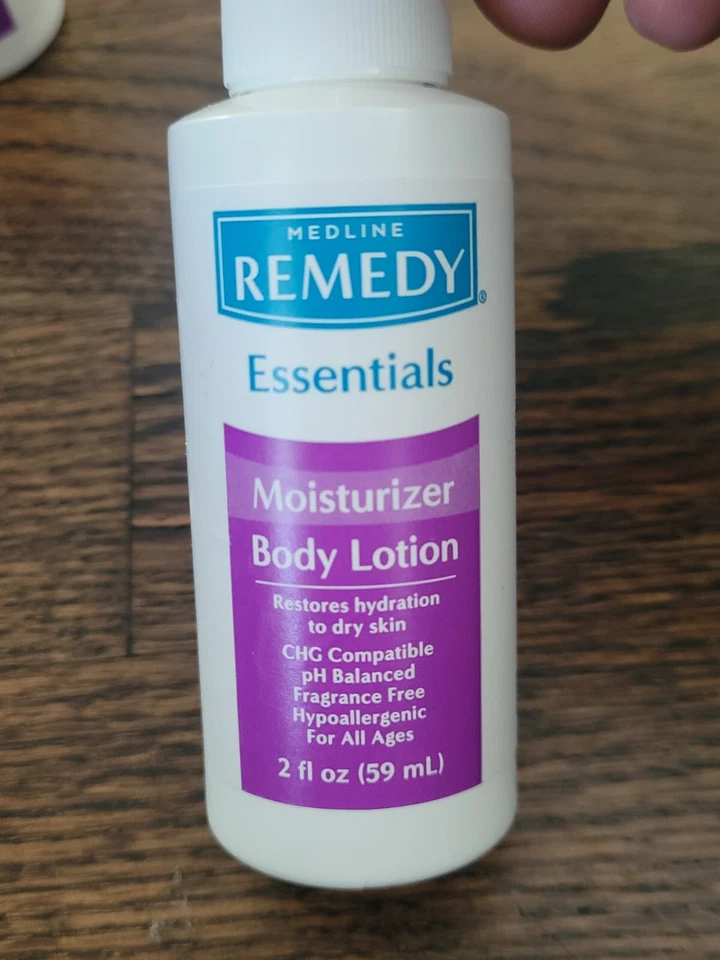 MEDLINE
REMEDY®
Essentials
Moisturizer
Body Lotion
Restores hydration
to dry skin
CHG Compatible
pH Balanced
Fragrance Free
Hypoallergenic
For All Ages
2 fl oz (59 mL)